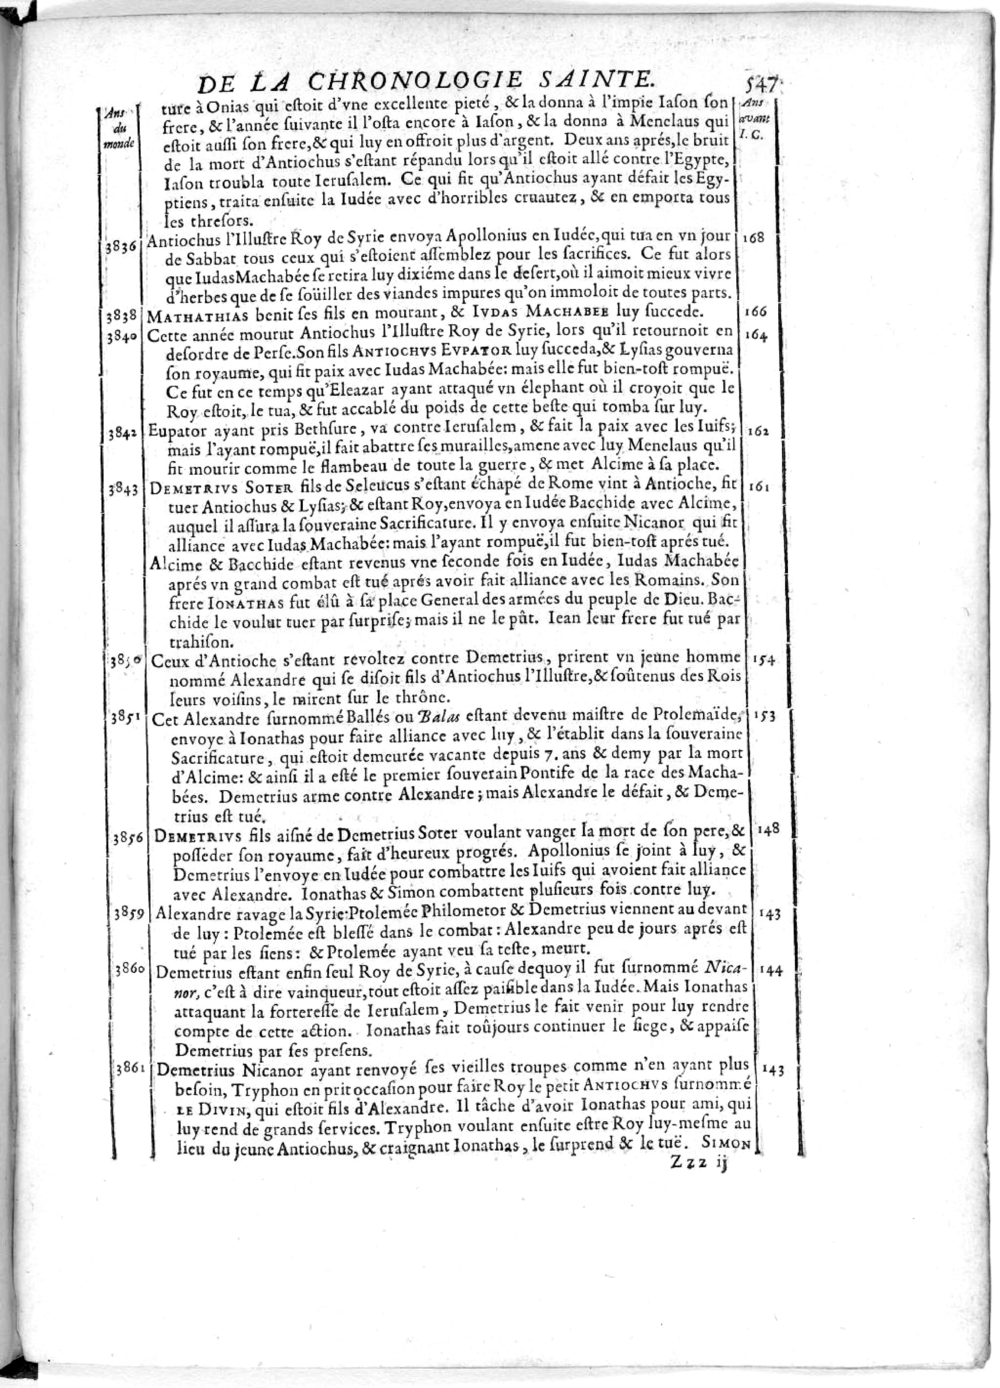 DE LA CHRONOLOGIE SAINTE. 547
Ans du monde
Ans avant I. C.
ture à Onias qui eſtoit d'vne excellente pieté, & la donna à l'impie Iaſon ſon
frere, & l'année ſuivante il l'oſta encore à Iaſon, & la donna à Menelaus qui
eſtoit auſſi ſon frere, & qui luy en offroit plus d'argent. Deux ans aprés, le bruit
de la mort d'Antiochus s'eſtant répandu lors qu'il eſtoit allé contre l'Egypte,
Iaſon troubla toute Ieruſalem. Ce qui fit qu'Antiochus ayant défait les Egy-
ptiens, traita enſuite la Iudée avec d'horribles cruautez, & en emporta tous
les threſors.
3836 Antiochus l'Illuſtre Roy de Syrie envoya Apollonius en Iudée, qui tua en vn jour 168
de Sabbat tous ceux qui s'eſtoient aſſemblez pour les ſacrifices. Ce fut alors
que Iudas Machabée ſe retira luy dixiéme dans le deſert, où il aimoit mieux vivre
d'herbes que de ſe ſoüiller des viandes impures qu'on immoloit de toutes parts.
3838 MATHATHIAS benit ſes fils en mourant, & IVDAS MACHABEE luy ſuccede. 166
3840 Cette année mourut Antiochus l'Illuſtre Roy de Syrie, lors qu'il retournoit en 164
deſordre de Perſe. Son fils ANTIOCHVS EVPATOR luy ſucceda, & Lyſias gouverna
ſon royaume, qui fit paix avec Iudas Machabée: mais elle fut bien-toſt rompuë.
Ce fut en ce temps qu'Eleazar ayant attaqué vn élephant où il croyoit que le
Roy eſtoit, le tua, & fut accablé du poids de cette beſte qui tomba ſur luy.
3842 Eupator ayant pris Bethſure, va contre Ieruſalem, & fait la paix avec les Iuifs; 162
mais l'ayant rompuë, il fait abattre ſes murailles, amene avec luy Menelaus qu'il
fit mourir comme le flambeau de toute la guerre, & met Alcime à ſa place.
3843 DEMETRIVS SOTER fils de Seleucus s'eſtant échapé de Rome vint à Antioche, fit 161
tuer Antiochus & Lyſias; & eſtant Roy, envoya en Iudée Bacchide avec Alcime,
auquel il aſſura la ſouveraine Sacrificature. Il y envoya enſuite Nicanor qui fit
alliance avec Iudas Machabée: mais l'ayant rompuë, il fut bien-toſt aprés tué.
Alcime & Bacchide eſtant revenus vne ſeconde fois en Iudée, Iudas Machabée
aprés vn grand combat eſt tué aprés avoir fait alliance avec les Romains. Son
frere IONATHAS fut élû à ſa place General des armées du peuple de Dieu. Bac-
chide le voulut tuer par ſurpriſe; mais il ne le pût. Iean leur frere fut tué par
trahiſon.
3850 Ceux d'Antioche s'eſtant revoltez contre Demetrius, prirent vn jeune homme 154
nommé Alexandre qui ſe diſoit fils d'Antiochus l'Illuſtre, & ſoûtenus des Rois
leurs voiſins, le mirent ſur le thrône.
3851 Cet Alexandre ſurnommé Ballés ou Balas eſtant devenu maiſtre de Ptolemaïde, 153
envoye à Ionathas pour faire alliance avec luy, & l'établit dans la ſouveraine
Sacrificature, qui eſtoit demeurée vacante depuis 7. ans & demy par la mort
d'Alcime: & ainſi il a eſté le premier ſouverain Pontife de la race des Macha-
bées. Demetrius arme contre Alexandre; mais Alexandre le défait, & Deme-
trius eſt tué.
3856 DEMETRIVS fils aiſné de Demetrius Soter voulant vanger la mort de ſon pere, & 148
poſſeder ſon royaume, fait d'heureux progrés. Apollonius ſe joint à luy, &
Demetrius l'envoye en Iudée pour combattre les Iuifs qui avoient fait alliance
avec Alexandre. Ionathas & Simon combattent pluſieurs fois contre luy.
3859 Alexandre ravage la Syrie: Ptolemée Philometor & Demetrius viennent au devant 143
de luy: Ptolemée eſt bleſſé dans le combat: Alexandre peu de jours aprés eſt
tué par les ſiens: & Ptolemée ayant veu ſa teſte, meurt.
3860 Demetrius eſtant enfin ſeul Roy de Syrie, à cauſe dequoy il fut ſurnommé Nica- 144
nor, c'eſt à dire vainqueur, tout eſtoit aſſez paiſible dans la Iudée. Mais Ionathas
attaquant la fortereſſe de Ieruſalem, Demetrius le fait venir pour luy rendre
compte de cette action. Ionathas fait toûjours continuer le ſiege, & appaiſe
Demetrius par ſes preſens.
3861 Demetrius Nicanor ayant renvoyé ſes vieilles troupes comme n'en ayant plus 143
beſoin, Tryphon en prit occaſion pour faire Roy le petit ANTIOCHVS ſurnommé
LE DIVIN, qui eſtoit fils d'Alexandre. Il tâche d'avoir Ionathas pour ami, qui
luy rend de grands ſervices. Tryphon voulant enſuite eſtre Roy luy-meſme au
lieu du jeune Antiochus, & craignant Ionathas, le ſurprend & le tuë. SIMON
Zzz ij